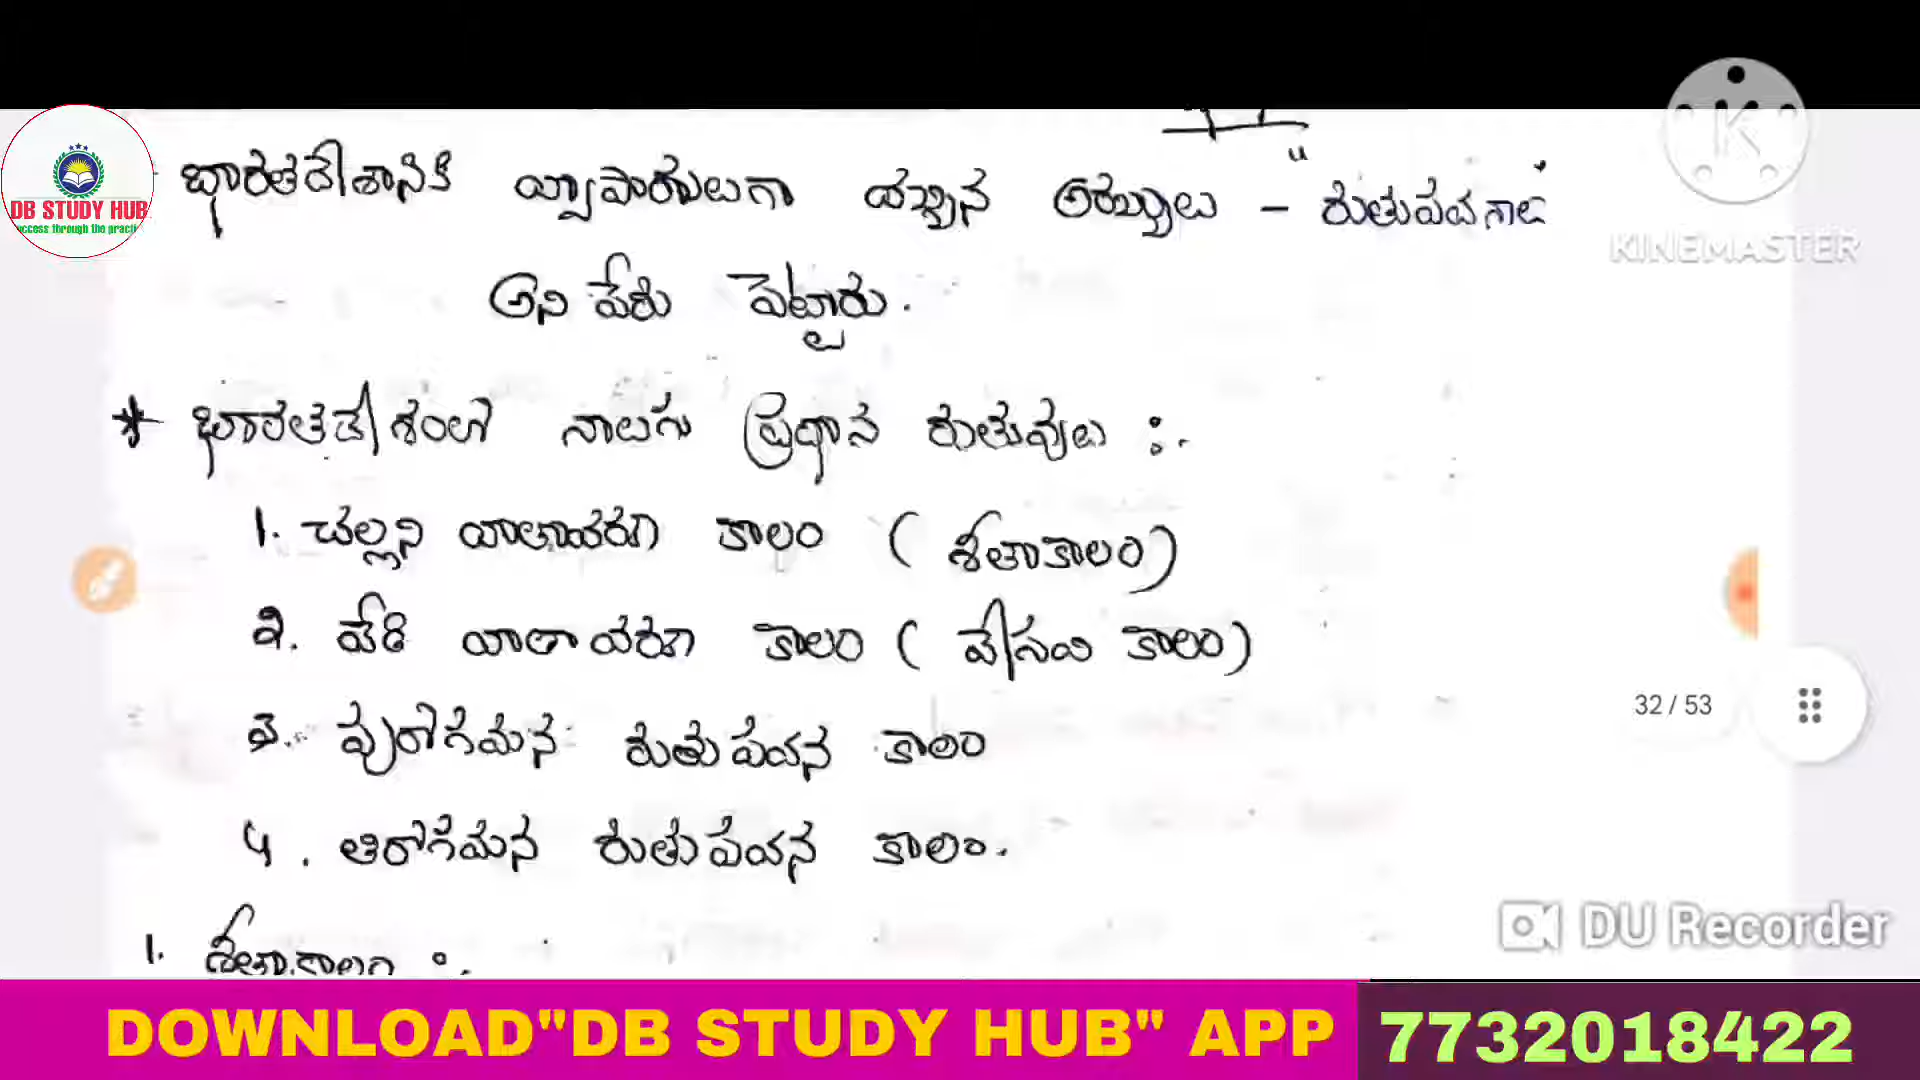 భారతదేశానికి వ్యాపారులుగా వచ్చిన అరబ్బులు - రుతుపవనాలు
అని పేరు పెట్టారు.
* భారతదేశంలో నాలుగు ప్రధాన రుతువులు :-
1. చల్లని వాతావరణ కాలం ( శీతాకాలం)
2. వేడి వాతావరణ కాలం ( వేసవి కాలం)
3. పురోగమన రుతుపవన కాలం
4. తిరోగమన రుతుపవన కాలం.
1. శీతాకాలం :-
DB STUDY HUB
KINEMASTER
32 / 53
DU Recorder
DOWNLOAD"DB STUDY HUB" APP 7732018422